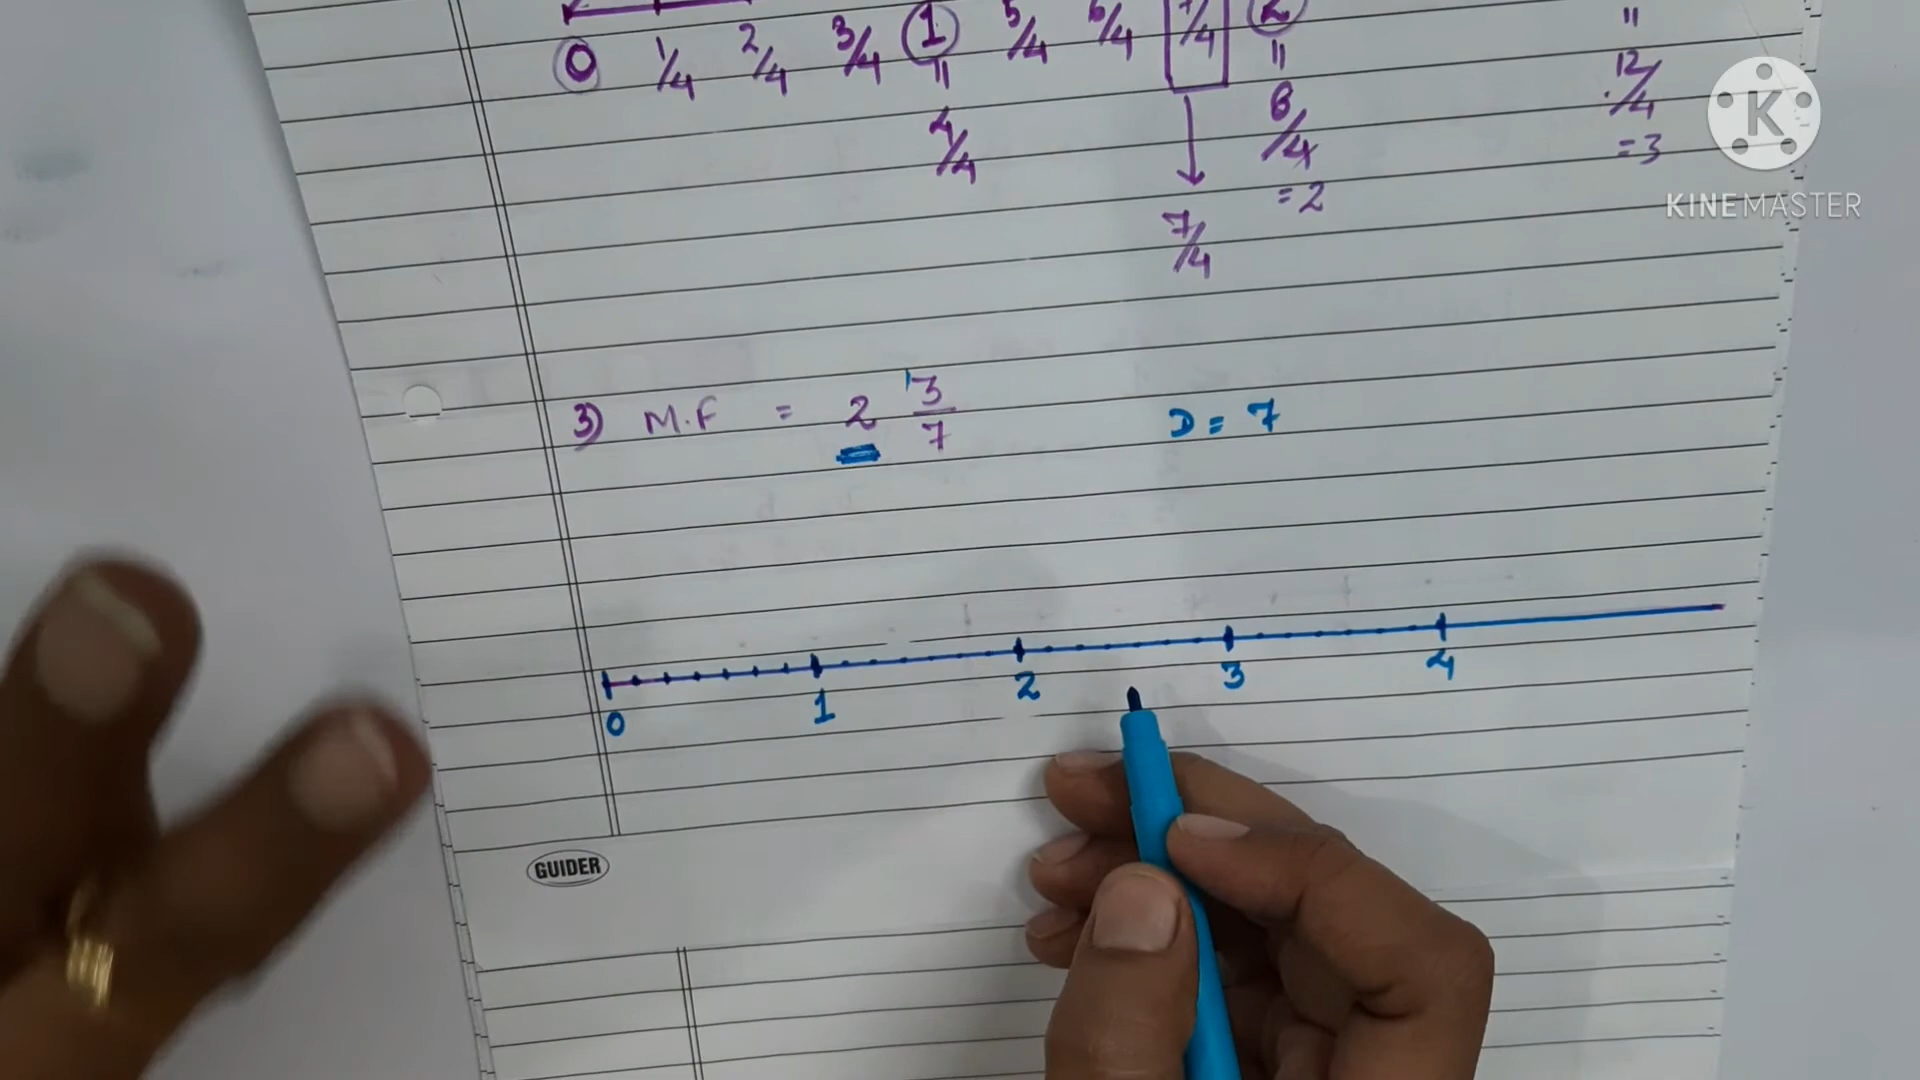 0 1/4 2/4 3/4 1 5/4 6/4 7/4 2
=
4/4
7/4
=
8/4
= 2
=
12/4
= 3
K
KINEMASTER
3) M.F = 2 3/7 D = 7
0 1 2 3 4
GUIDER